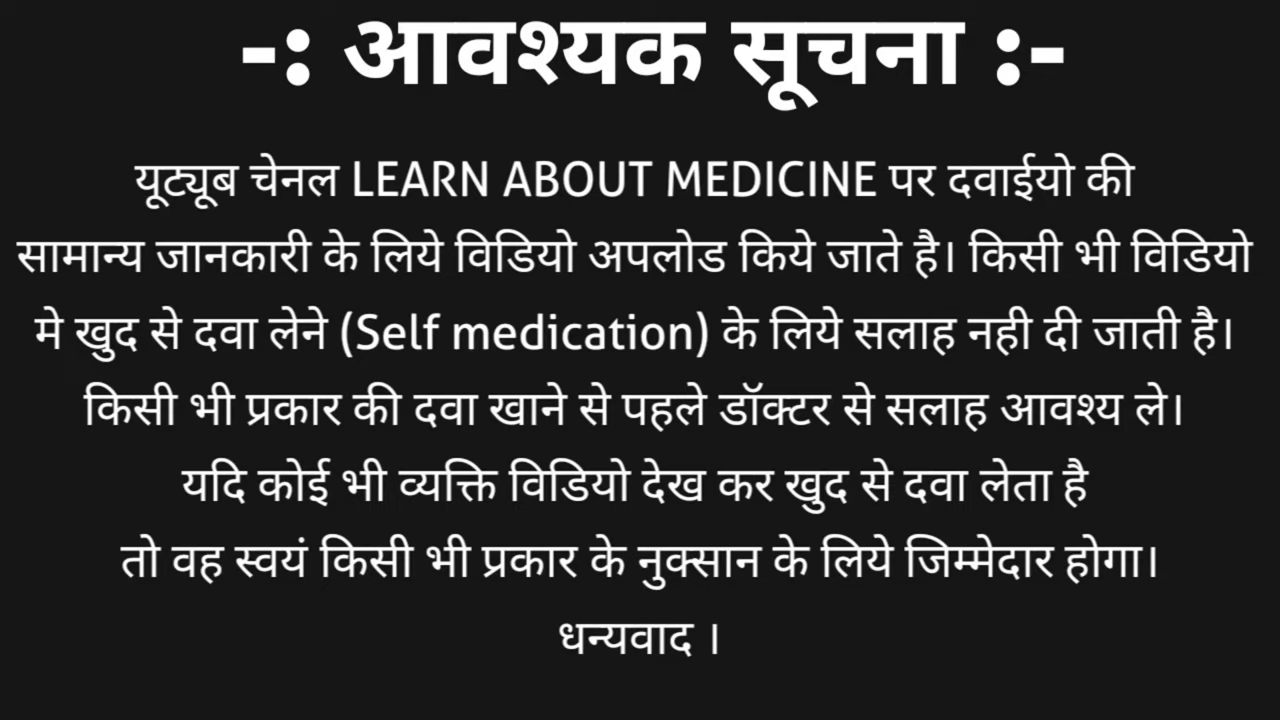 -: आवश्यक सूचना :-
यूट्यूब चेनल LEARN ABOUT MEDICINE पर दवाईयो की
सामान्य जानकारी के लिये विडियो अपलोड किये जाते है। किसी भी विडियो
मे खुद से दवा लेने (Self medication) के लिये सलाह नही दी जाती है।
किसी भी प्रकार की दवा खाने से पहले डॉक्टर से सलाह आवश्य ले।
यदि कोई भी व्यक्ति विडियो देख कर खुद से दवा लेता है
तो वह स्वयं किसी भी प्रकार के नुक्सान के लिये जिम्मेदार होगा।
धन्यवाद ।